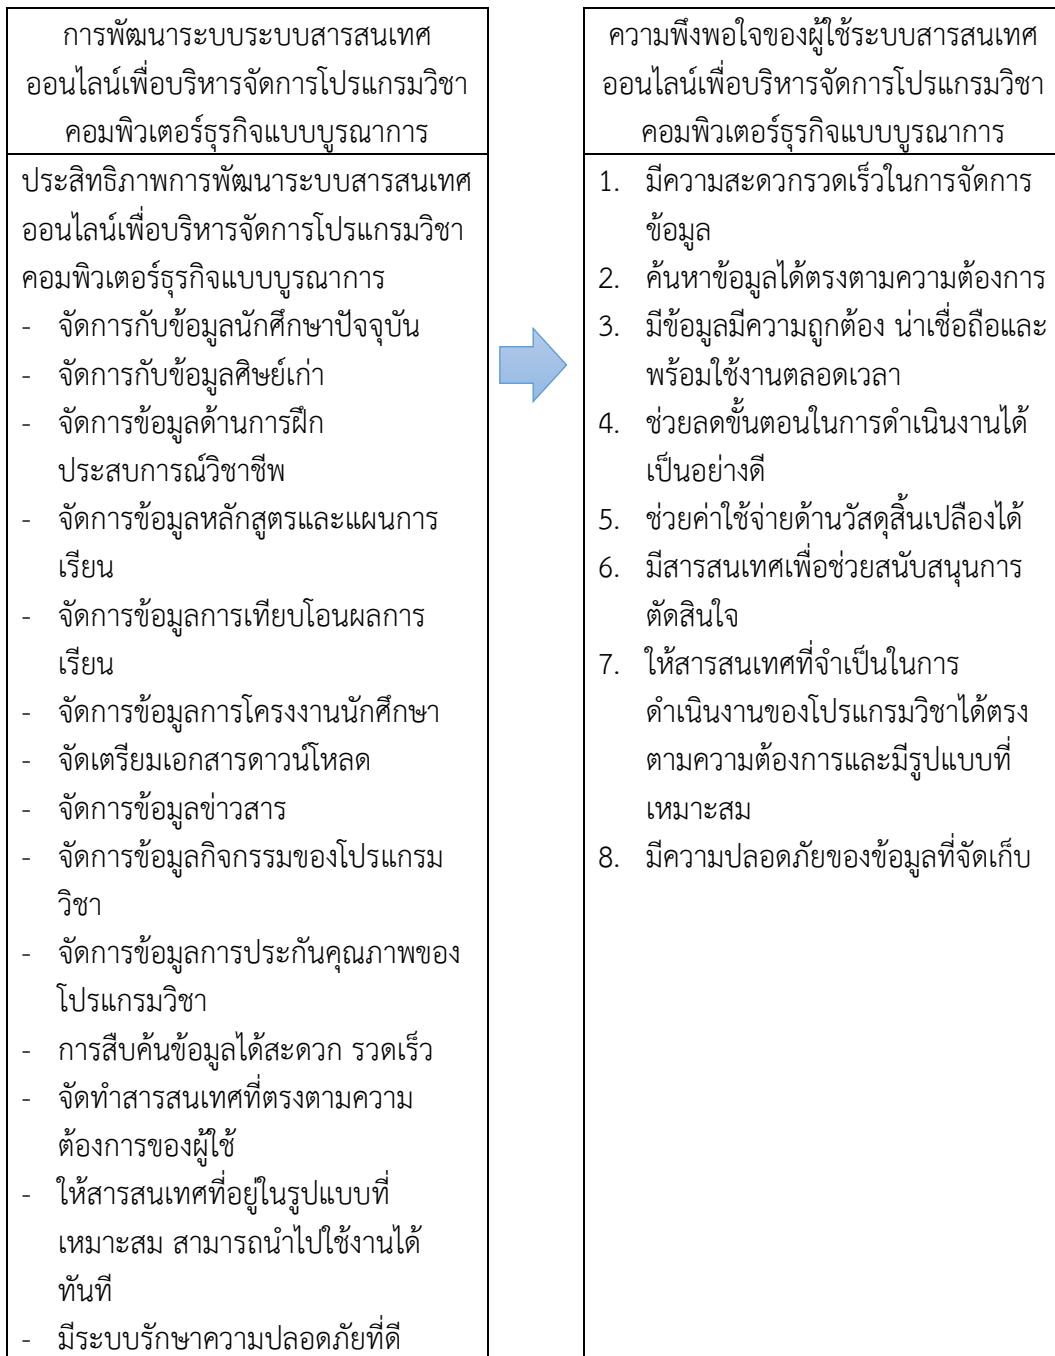 การพัฒนาระบบระบบสารสนเทศ
ออนไลน์เพื่อบริหารจัดการโปรแกรมวิชา
คอมพิวเตอร์ธุรกิจแบบบูรณาการ
ประสิทธิภาพการพัฒนาระบบสารสนเทศ
ออนไลน์เพื่อบริหารจัดการโปรแกรมวิชา
คอมพิวเตอร์ธุรกิจแบบบูรณาการ
- จัดการกับข้อมูลนักศึกษาปัจจุบัน
- จัดการกับข้อมูลศิษย์เก่า
- จัดการข้อมูลด้านการฝึก
ประสบการณ์วิชาชีพ
- จัดการข้อมูลหลักสูตรและแผนการ
เรียน
- จัดการข้อมูลการเทียบโอนผลการ
เรียน
- จัดการข้อมูลการโครงงานนักศึกษา
- จัดเตรียมเอกสารดาวน์โหลด
- จัดการข้อมูลข่าวสาร
- จัดการข้อมูลกิจกรรมของโปรแกรม
วิชา
- จัดการข้อมูลการประกันคุณภาพของ
โปรแกรมวิชา
- การสืบค้นข้อมูลได้สะดวก รวดเร็ว
- จัดทำสารสนเทศที่ตรงตามความ
ต้องการของผู้ใช้
- ให้สารสนเทศที่อยู่ในรูปแบบที่
เหมาะสม สามารถนำไปใช้งานได้
ทันที
- มีระบบรักษาความปลอดภัยที่ดี
ความพึงพอใจของผู้ใช้ระบบสารสนเทศ
ออนไลน์เพื่อบริหารจัดการโปรแกรมวิชา
คอมพิวเตอร์ธุรกิจแบบบูรณาการ
1. มีความสะดวกรวดเร็วในการจัดการ
ข้อมูล
2. ค้นหาข้อมูลได้ตรงตามความต้องการ
3. มีข้อมูลมีความถูกต้อง น่าเชื่อถือและ
พร้อมใช้งานตลอดเวลา
4. ช่วยลดขั้นตอนในการดำเนินงานได้
เป็นอย่างดี
5. ช่วยค่าใช้จ่ายด้านวัสดุสิ้นเปลืองได้
6. มีสารสนเทศเพื่อช่วยสนับสนุนการ
ตัดสินใจ
7. ให้สารสนเทศที่จำเป็นในการ
ดำเนินงานของโปรแกรมวิชาได้ตรง
ตามความต้องการและมีรูปแบบที่
เหมาะสม
8. มีความปลอดภัยของข้อมูลที่จัดเก็บ